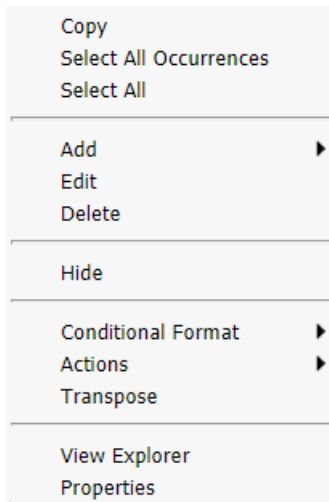 Copy
Select All Occurrences
Select All
Add
Edit
Delete
Hide
Conditional Format
Actions
Transpose
View Explorer
Properties